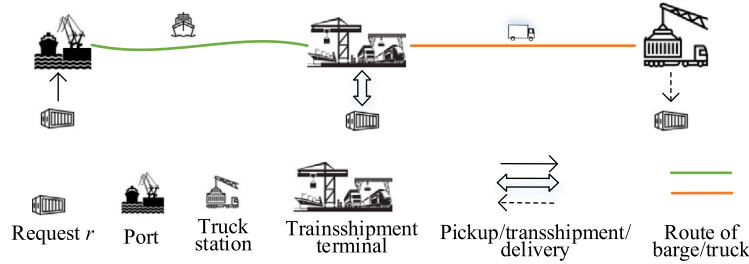 Request r
Port
Truck
station
Trainsshipment
terminal
Pickup/transshipment/
delivery
Route of
barge/truck